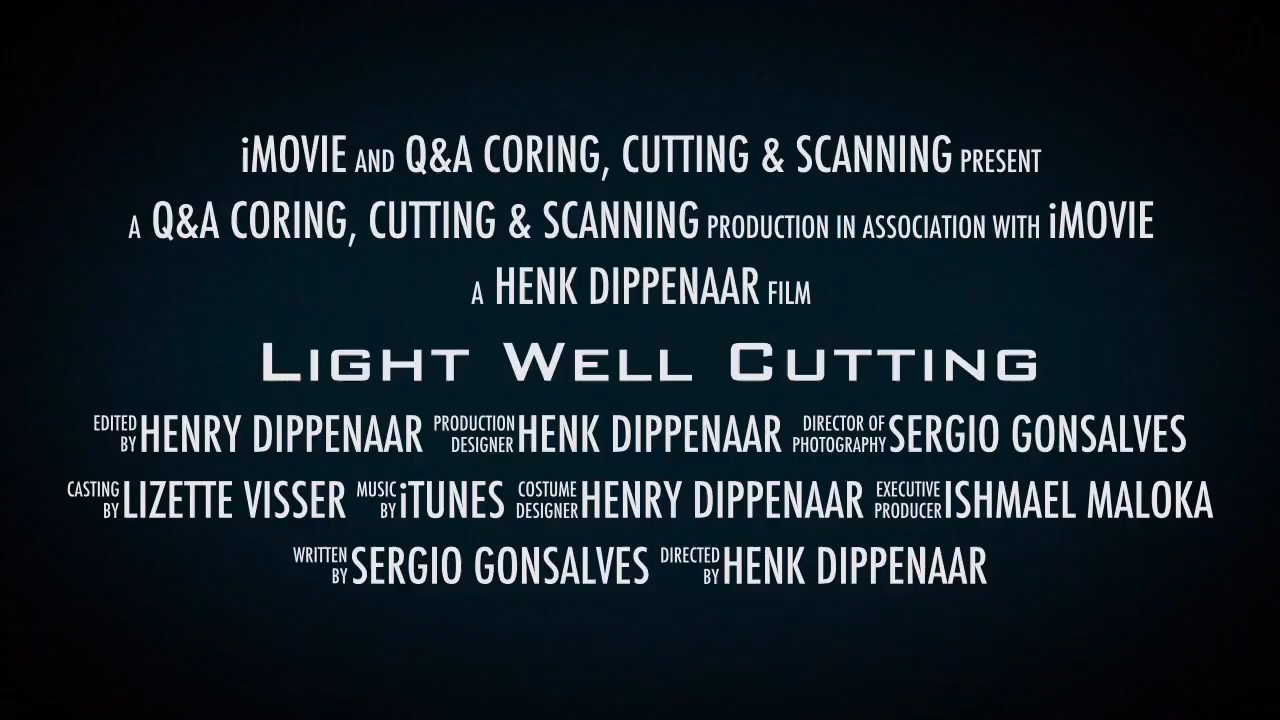 iMOVIE AND Q&A CORING, CUTTING & SCANNING PRESENT
A Q&A CORING, CUTTING & SCANNING PRODUCTION IN ASSOCIATION WITH iMOVIE
A HENK DIPPENAAR FILM
LIGHT WELL CUTTING
EDITED BY HENRY DIPPENAAR PRODUCTION DESIGNER HENK DIPPENAAR DIRECTOR OF PHOTOGRAPHY SERGIO GONSALVES
CASTING BY LIZETTE VISSER MUSIC BY iTUNES COSTUME DESIGNER HENRY DIPPENAAR EXECUTIVE PRODUCER ISHMAEL MALOKA
WRITTEN BY SERGIO GONSALVES DIRECTED BY HENK DIPPENAAR